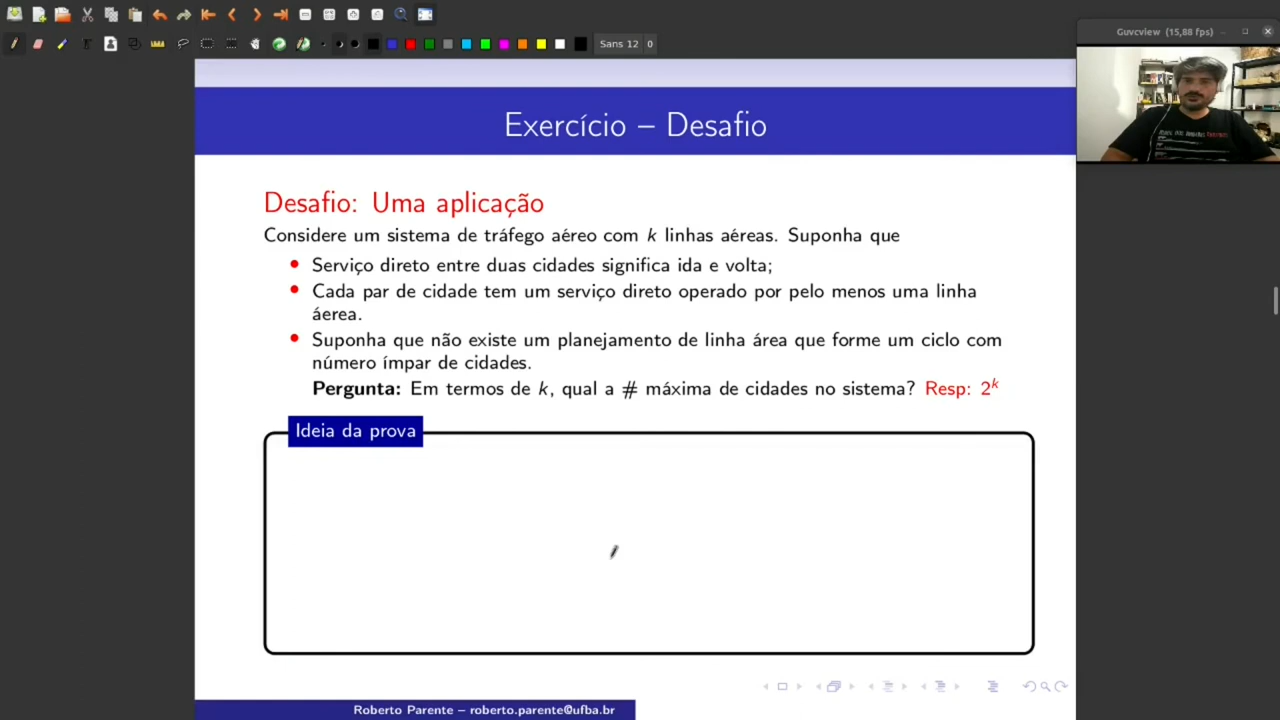 Sans 12 0
Guvcview (15,88 fps)
Exercício – Desafio
Desafio: Uma aplicação
Considere um sistema de tráfego aéreo com k linhas aéreas. Suponha que
Serviço direto entre duas cidades significa ida e volta;
Cada par de cidade tem um serviço direto operado por pelo menos uma linha
áerea.
Suponha que não existe um planejamento de linha área que forme um ciclo com
número ímpar de cidades.
Pergunta: Em termos de k, qual a # máxima de cidades no sistema? Resp: 2^k
Ideia da prova
Roberto Parente – roberto.parente@ufba.br